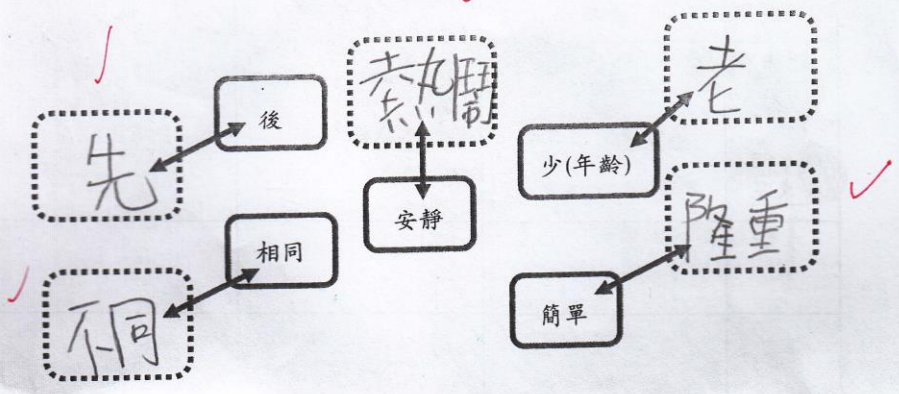 先
後
熱鬧
安靜
老
少(年齡)
不同
相同
隆重
簡單